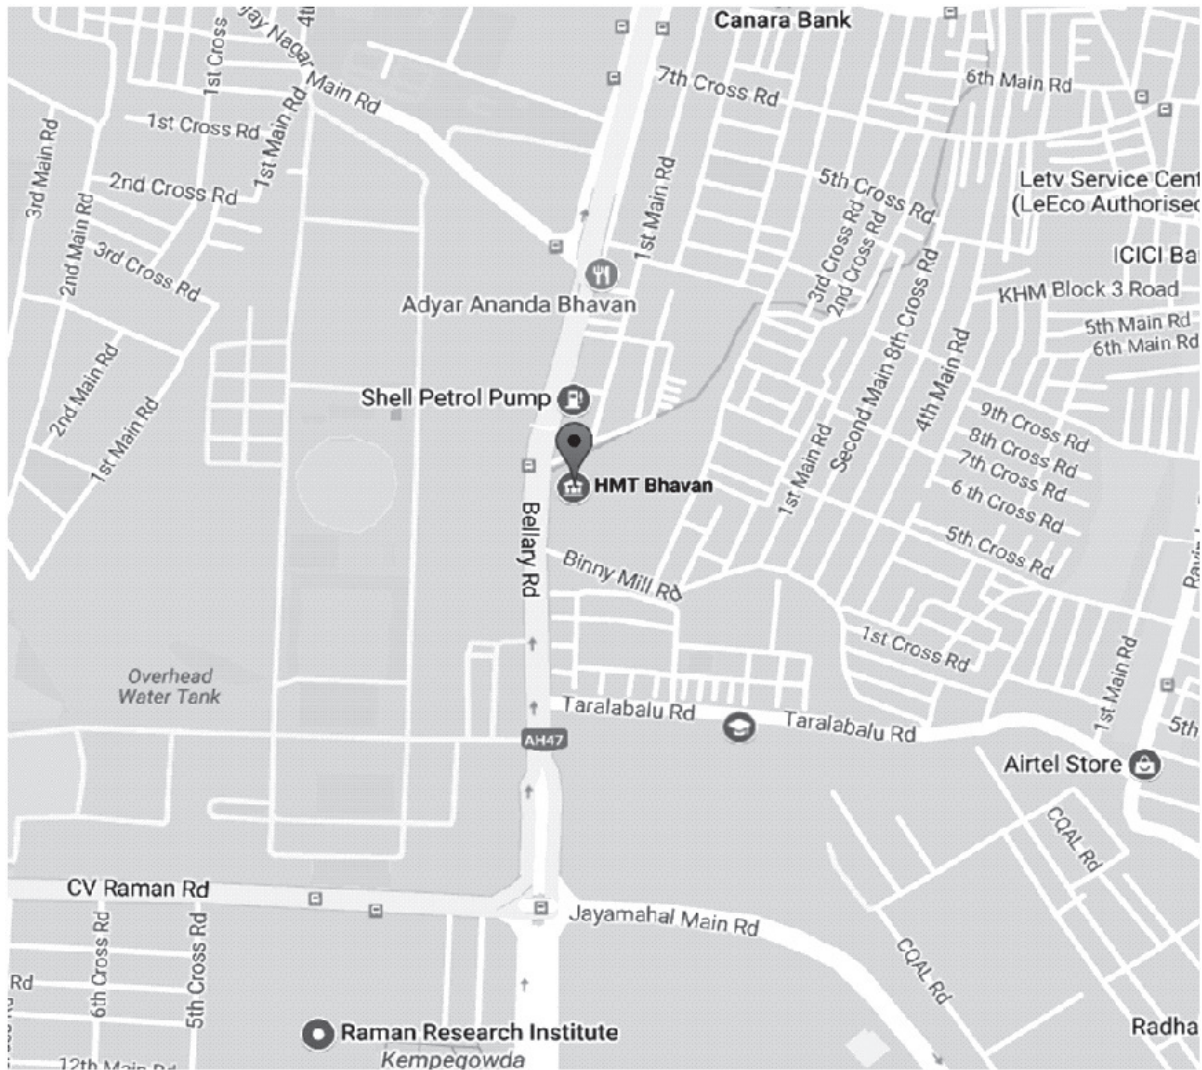 Canara Bank
1st Cross
4th
jay Nagar Main Rd
7th Cross Rd
6th Main Rd
1st Cross Rd
1st Main Rd
3rd Main Rd
2nd Cross Rd
2nd Main Rd
3rd Cross Rd
1st Main Rd
5th Cross Rd
Letv Service Cent
(LeEco Authorised
3rd Cross Rd
2nd Cross Rd
ICICI Ba
KHM Block 3 Road
5th Main Rd
6th Main Rd
Adyar Ananda Bhavan
Second Main 8th Cross Rd
4th Main Rd
2nd Main Rd
1st Main Rd
Shell Petrol Pump
9th Cross Rd
8th Cross Rd
7th Cross Rd
6th Cross Rd
5th Cross Rd
1st Main Rd
HMT Bhavan
Bellary Rd
Binny Mill Rd
1st Cross Rd
1st Main Rd
Overhead
Water Tank
Taralabalu Rd
Taralabalu Rd
5th
AH47
Airtel Store
CQAL Rd
CV Raman Rd
Jayamahal Main Rd
6th Cross Rd
5th Cross Rd
CQAL Rd
Rd
Raman Research Institute
Kempegowda
Radha
12th Main Rd